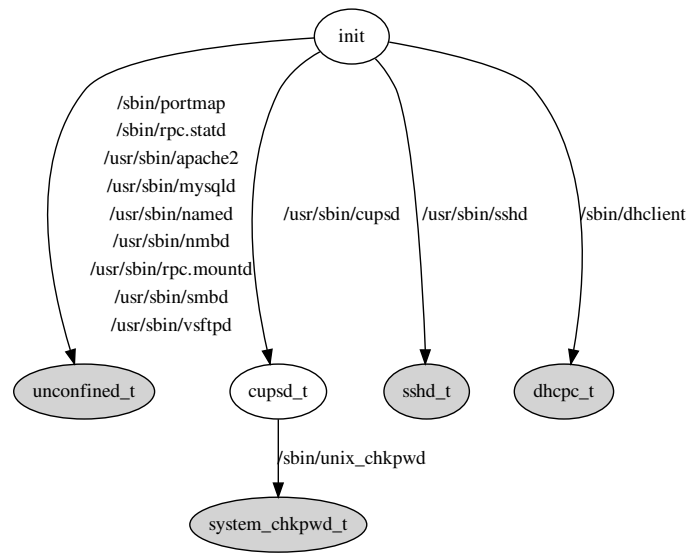 init
/sbin/portmap
/sbin/rpc.statd
/usr/sbin/apache2
/usr/sbin/mysqld
/usr/sbin/named
/usr/sbin/nmbd
/usr/sbin/rpc.mountd
/usr/sbin/smbd
/usr/sbin/vsftpd
/usr/sbin/cupsd
/usr/sbin/sshd
/sbin/dhclient
unconfined_t
cupsd_t
sshd_t
dhcpc_t
/sbin/unix_chkpwd
system_chkpwd_t